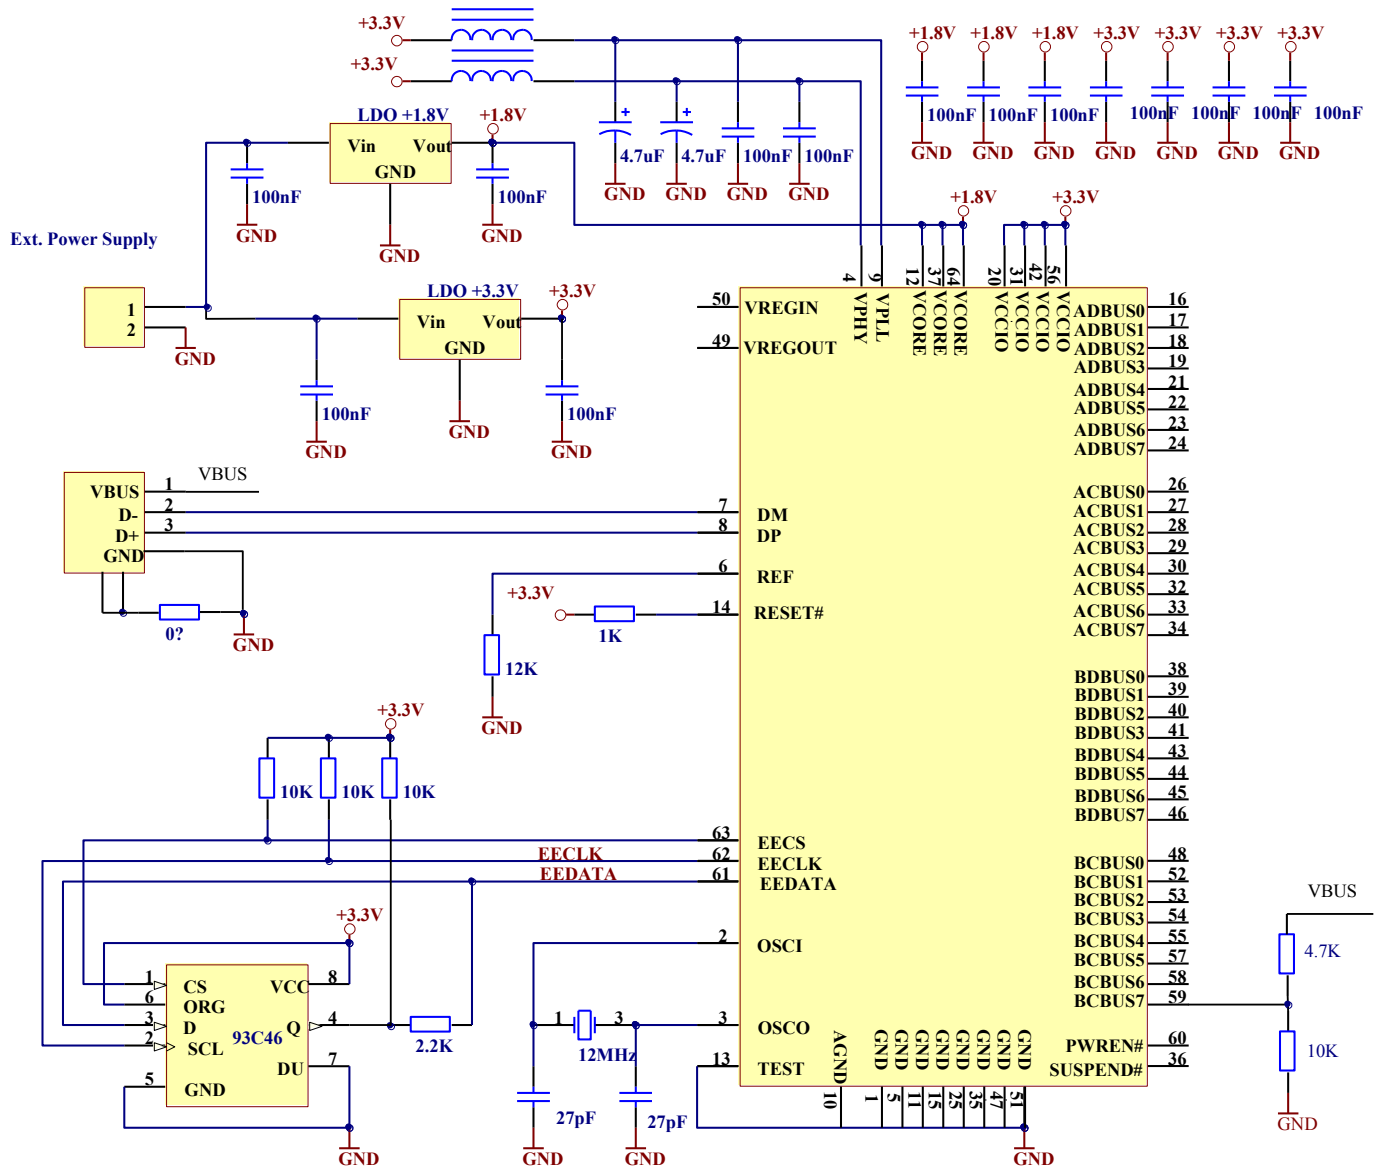 +3.3V
+3.3V
+1.8V +1.8V +1.8V +3.3V +3.3V +3.3V +3.3V
100nF 100nF 100nF 100nF 100nF 100nF 100nF
GND GND GND GND GND GND GND
4.7uF 4.7uF 100nF 100nF
GND GND GND GND
LDO +1.8V
+1.8V
Vin Vout
GND
100nF
100nF
GND
GND
GND
Ext. Power Supply
+1.8V
+3.3V
1
2
GND
LDO +3.3V
+3.3V
Vin Vout
GND
100nF
100nF
GND
GND
GND
4 9 12 37 64 20 31 42 56
VPHY VPLL VCORE VCORE VCORE VCCIO VCCIO VCCIO VCCIO
50 VREGIN
49 VREGOUT
ADBUS0 16
ADBUS1 17
ADBUS2 18
ADBUS3 19
ADBUS4 21
ADBUS5 22
ADBUS6 23
ADBUS7 24
VBUS 1 VBUS
D- 2
D+ 3
GND
0?
GND
7 DM
8 DP
6 REF
14 RESET#
+3.3V
1K
12K
GND
ACBUS0 26
ACBUS1 27
ACBUS2 28
ACBUS3 29
ACBUS4 30
ACBUS5 32
ACBUS6 33
ACBUS7 34
BDBUS0 38
BDBUS1 39
BDBUS2 40
BDBUS3 41
BDBUS4 43
BDBUS5 44
BDBUS6 45
BDBUS7 46
+3.3V
10K 10K 10K
63 EECS
EECLK 62 EECLK
EEDATA 61 EEDATA
BCBUS0 48
BCBUS1 52
BCBUS2 53
BCBUS3 54
BCBUS4 55
BCBUS5 57
BCBUS6 58
BCBUS7 59
VBUS
4.7K
10K
GND
+3.3V
1 CS
6 ORG
3 D
2 SCL
5 GND
93C46
VCC 8
Q 4
DU 7
2.2K
GND
2 OSCI
1 3
12MHz
3 OSCO
13 TEST
27pF
27pF
GND
GND
PWREN# 60
SUSPEND# 36
AGND GND GND GND GND GND GND GND GND
10 1 5 11 15 25 35 47 51
GND